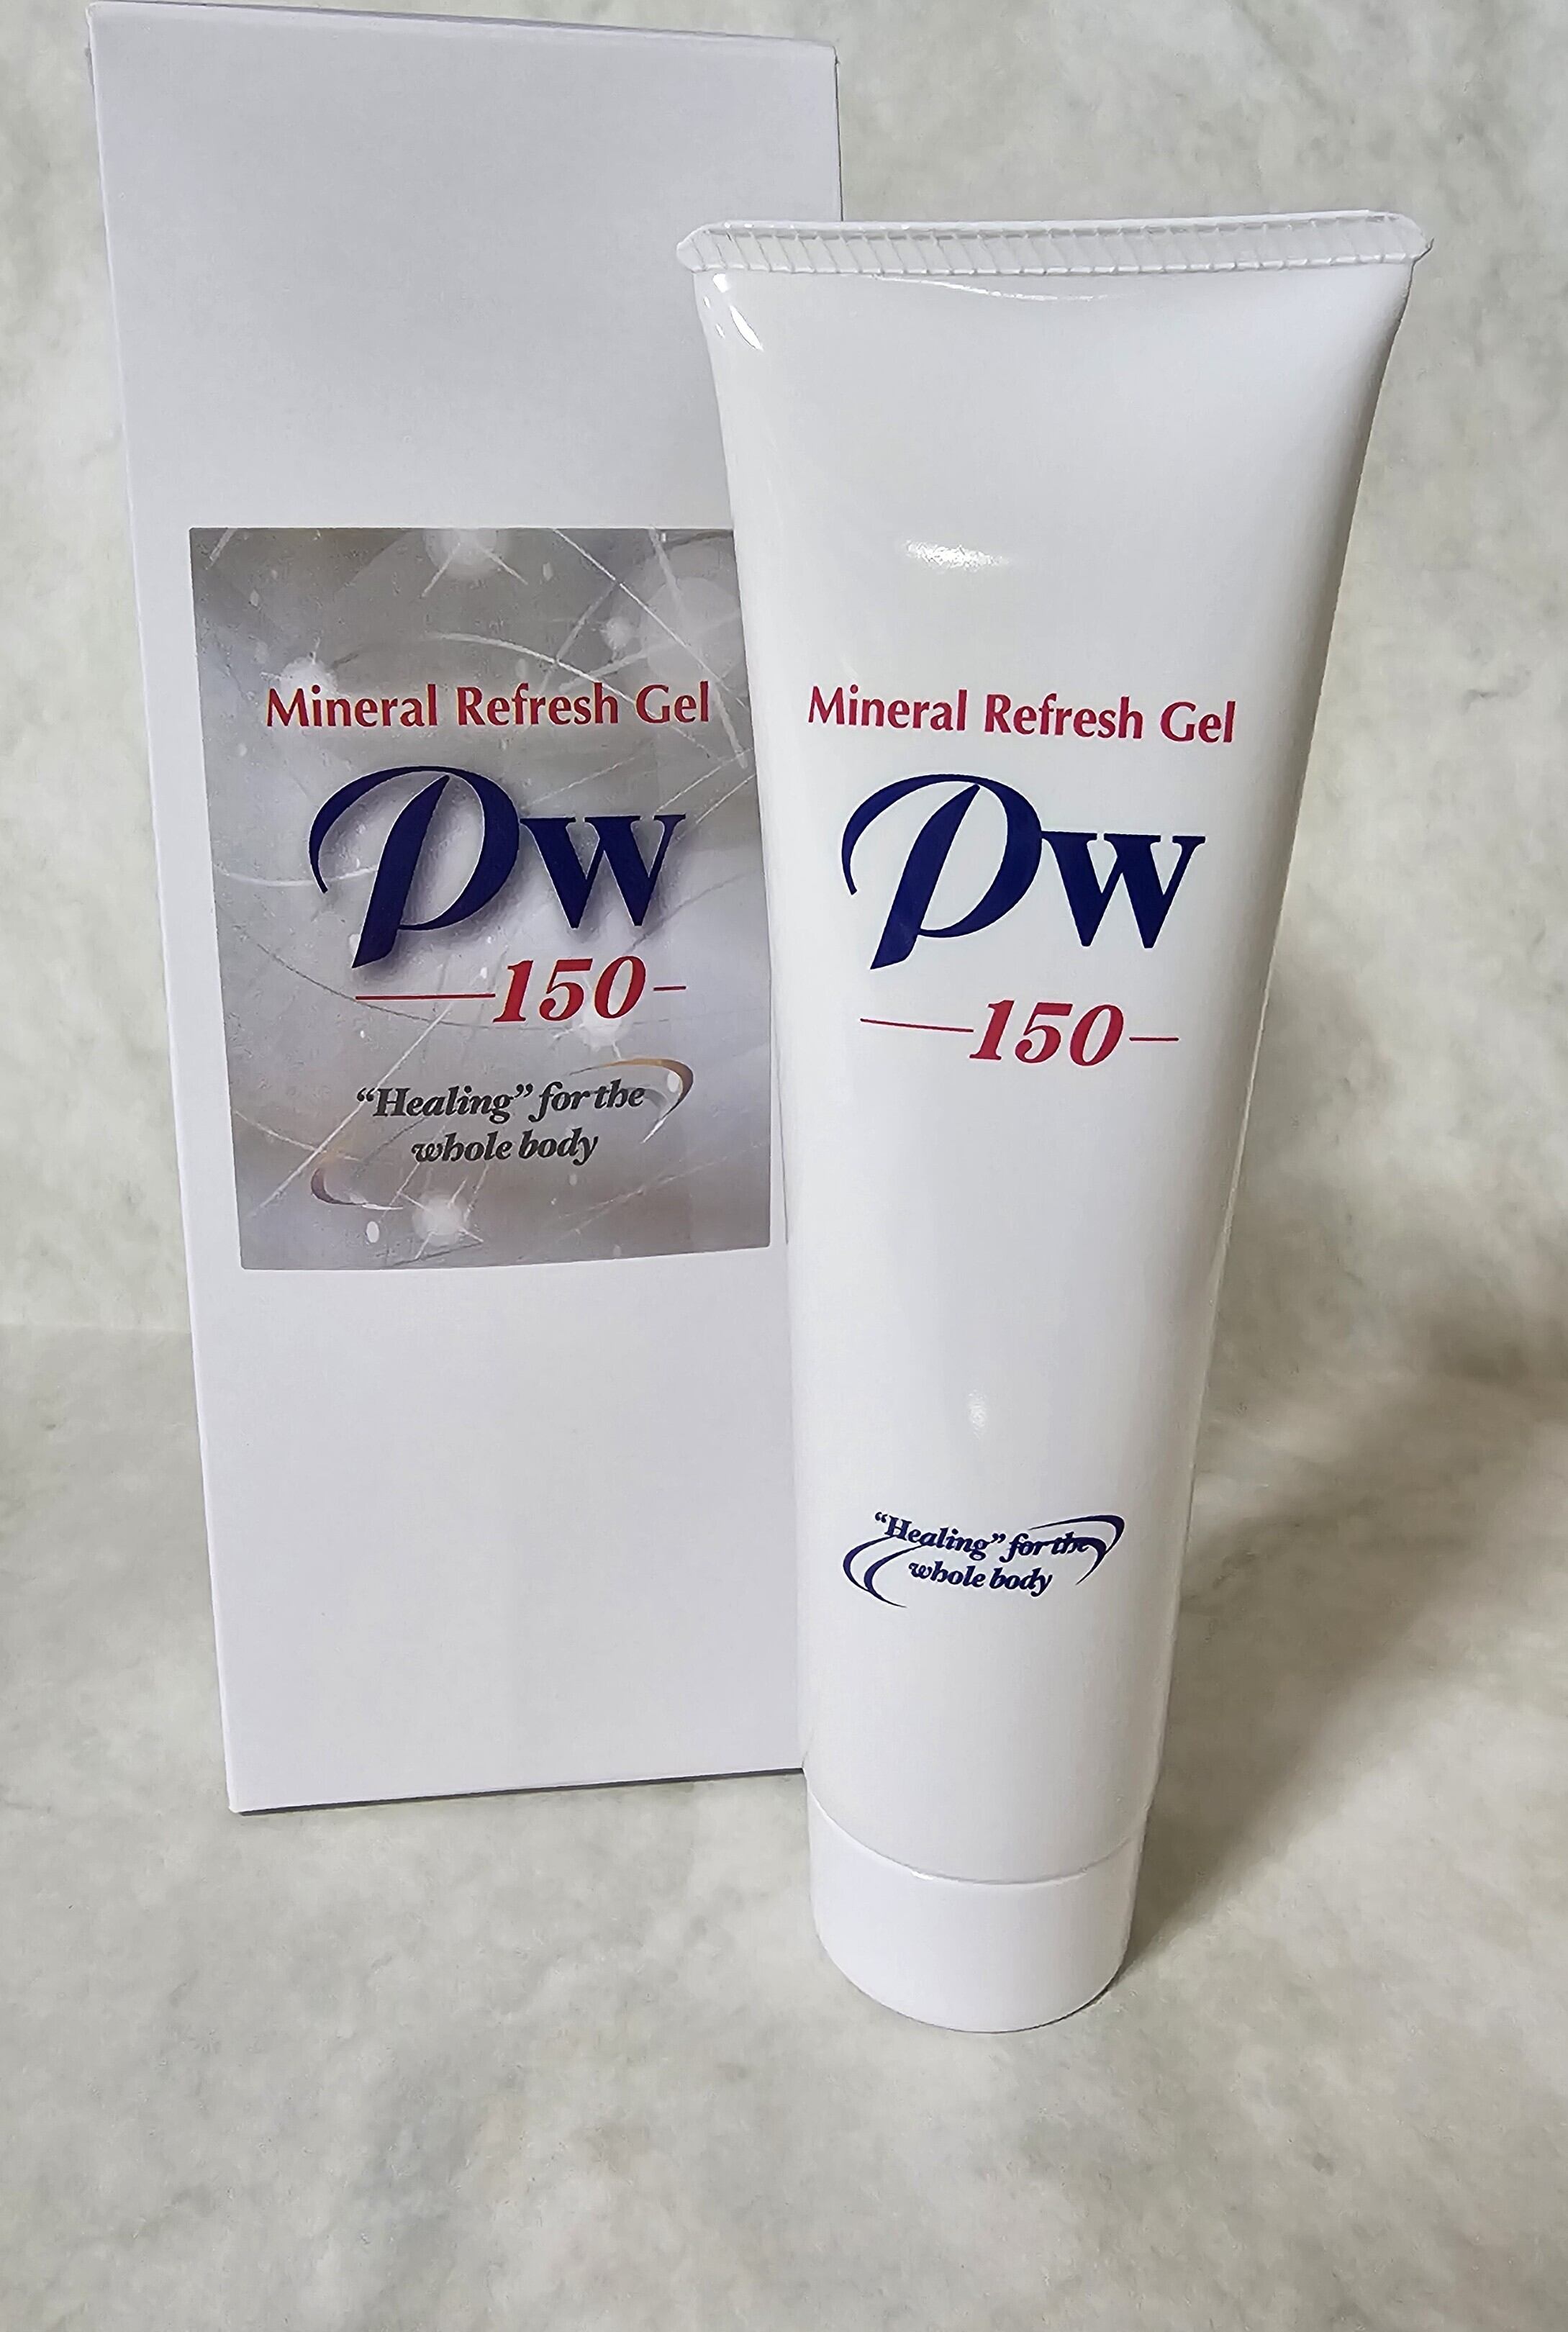 Mineral Refresh Gel
Pw
150
“Healing” for the
whole body
Mineral Refresh Gel
Pw
150
“Healing” for the
whole body